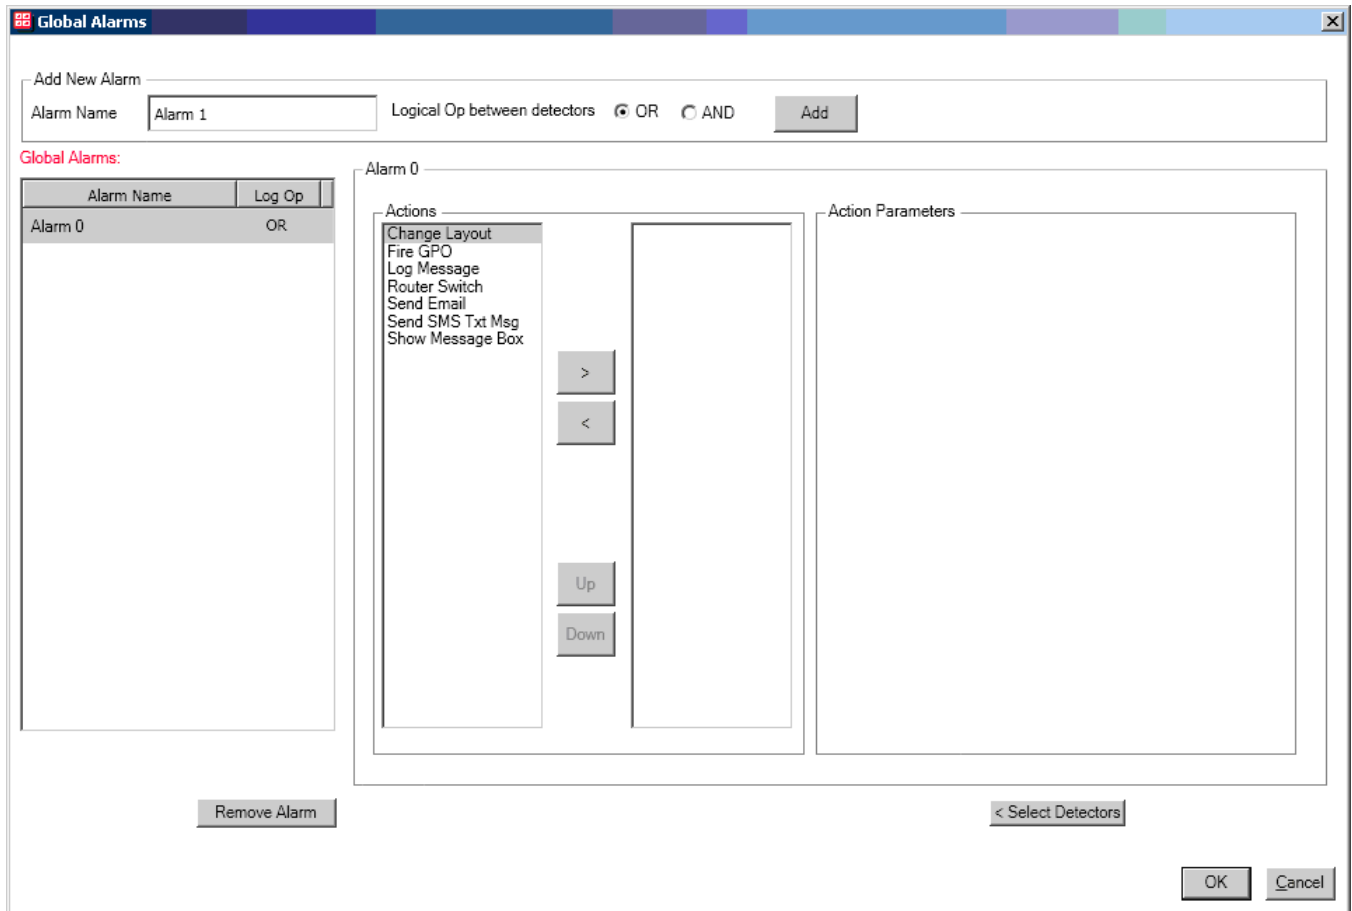 Global Alarms
Add New Alarm
Alarm Name Alarm 1 Logical Op between detectors OR AND Add
Global Alarms:
Alarm Name Log Op
Alarm 0 OR
Alarm 0
Actions
Change Layout
Fire GPO
Log Message
Router Switch
Send Email
Send SMS Txt Msg
Show Message Box
>
<
Up
Down
Action Parameters
Remove Alarm
< Select Detectors
OK Cancel